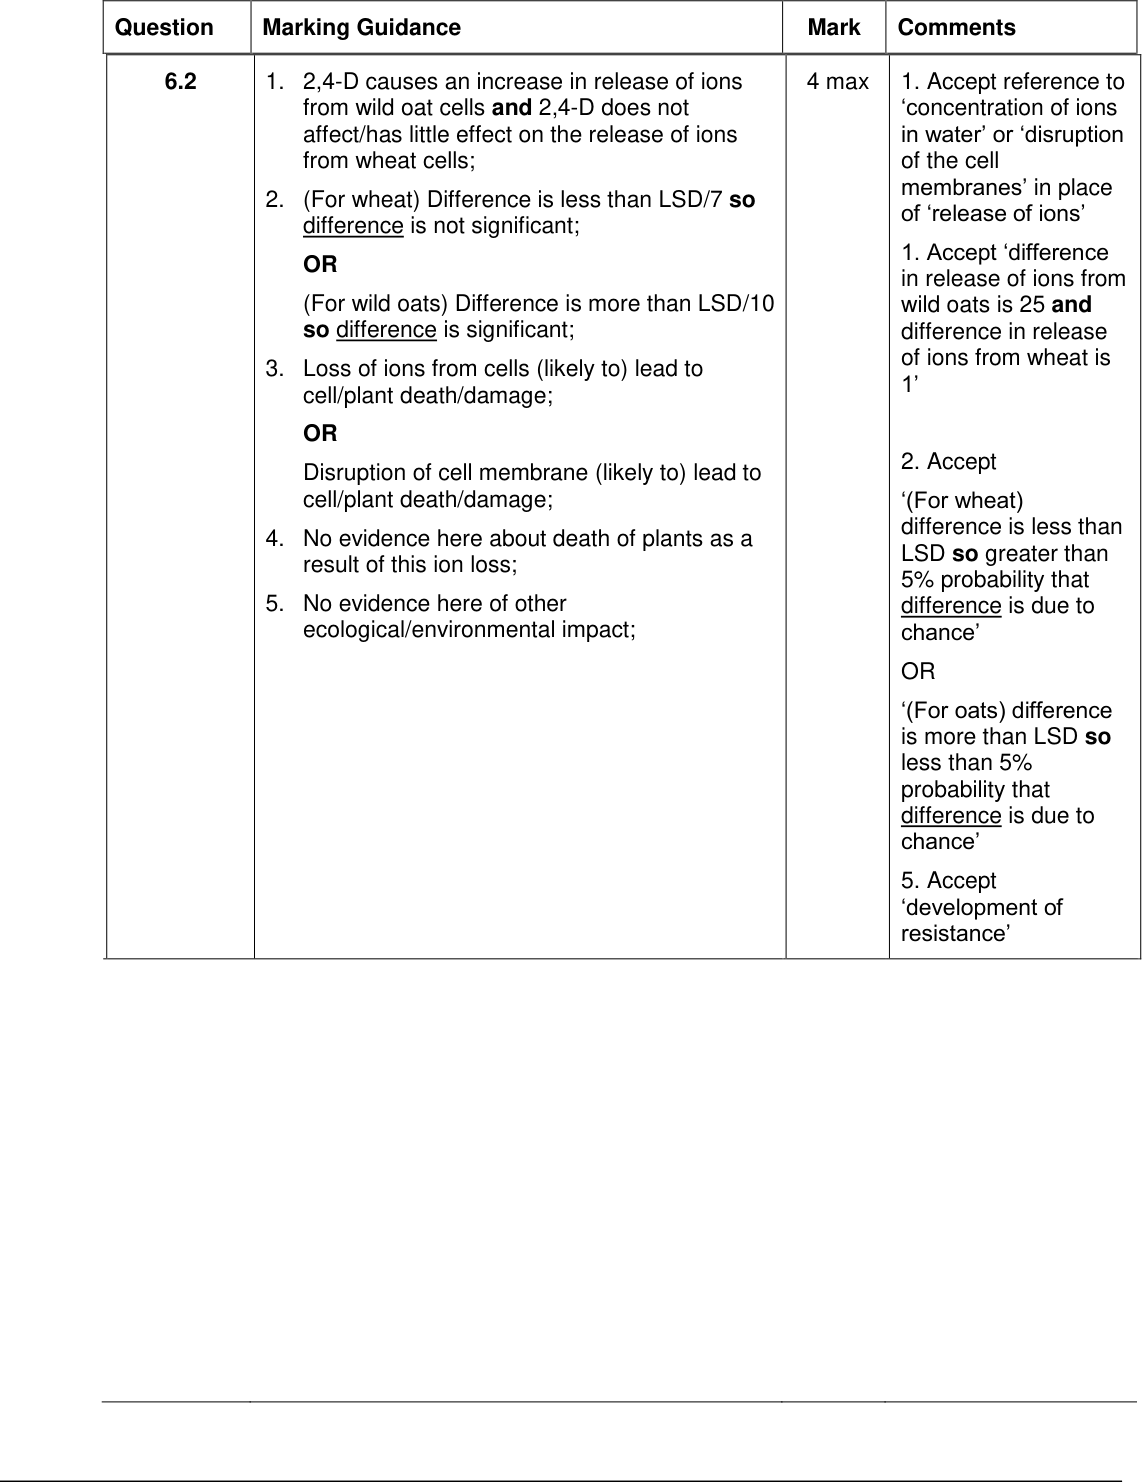 Question Marking Guidance Mark Comments
6.2
1. 2,4-D causes an increase in release of ions
from wild oat cells and 2,4-D does not
affect/has little effect on the release of ions
from wheat cells;
2. (For wheat) Difference is less than LSD/7 so
difference is not significant;
OR
(For wild oats) Difference is more than LSD/10
so difference is significant;
3. Loss of ions from cells (likely to) lead to
cell/plant death/damage;
OR
Disruption of cell membrane (likely to) lead to
cell/plant death/damage;
4. No evidence here about death of plants as a
result of this ion loss;
5. No evidence here of other
ecological/environmental impact;
4 max
1. Accept reference to
‘concentration of ions
in water’ or ‘disruption
of the cell
membranes’ in place
of ‘release of ions’
1. Accept ‘difference
in release of ions from
wild oats is 25 and
difference in release
of ions from wheat is
1’
2. Accept
‘(For wheat)
difference is less than
LSD so greater than
5% probability that
difference is due to
chance’
OR
‘(For oats) difference
is more than LSD so
less than 5%
probability that
difference is due to
chance’
5. Accept
‘development of
resistance’